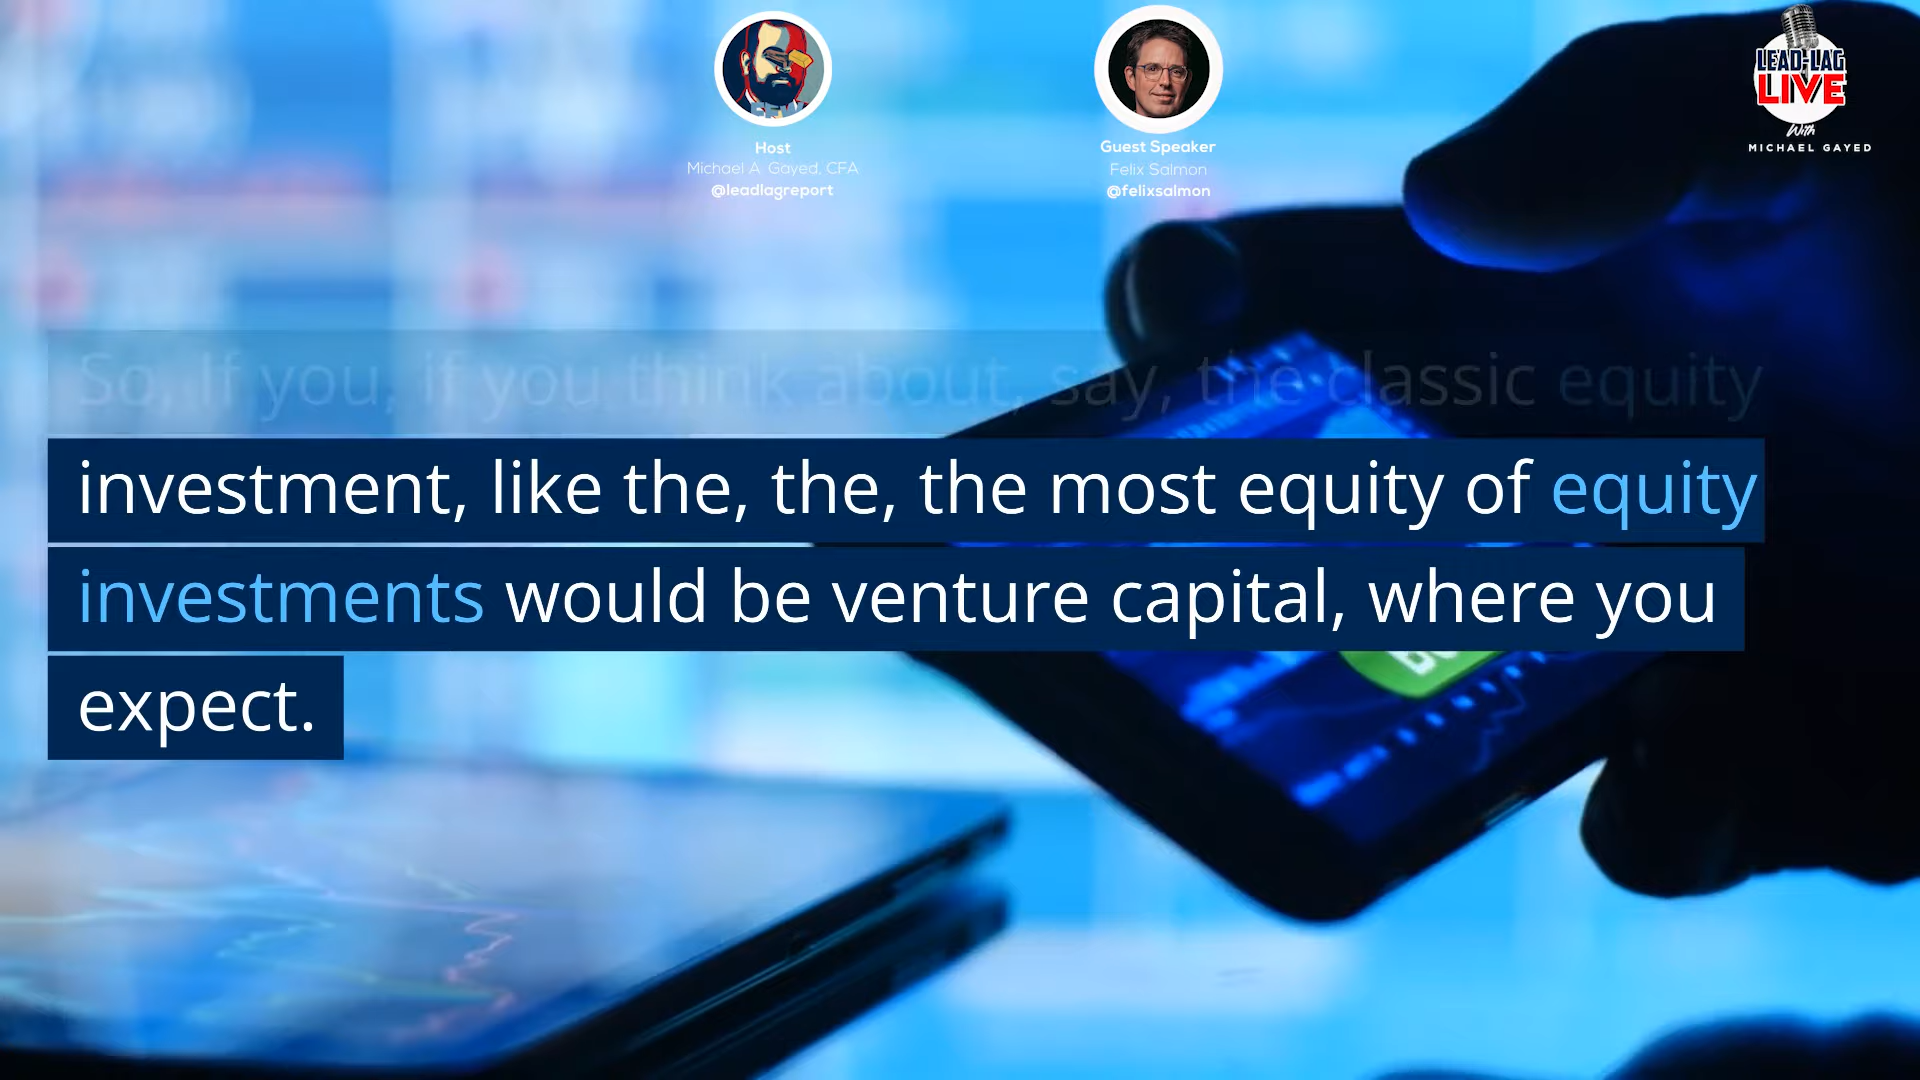 Host
Michael A. Gayed, CFA
@leadlagreport
Guest Speaker
Felix Salmon
@felixsalmon
LEAD-LAG
LIVE
With
MICHAEL GAYED
So, If you, if you think about, say, the classic equity
investment, like the, the, the most equity of equity
investments would be venture capital, where you
expect.